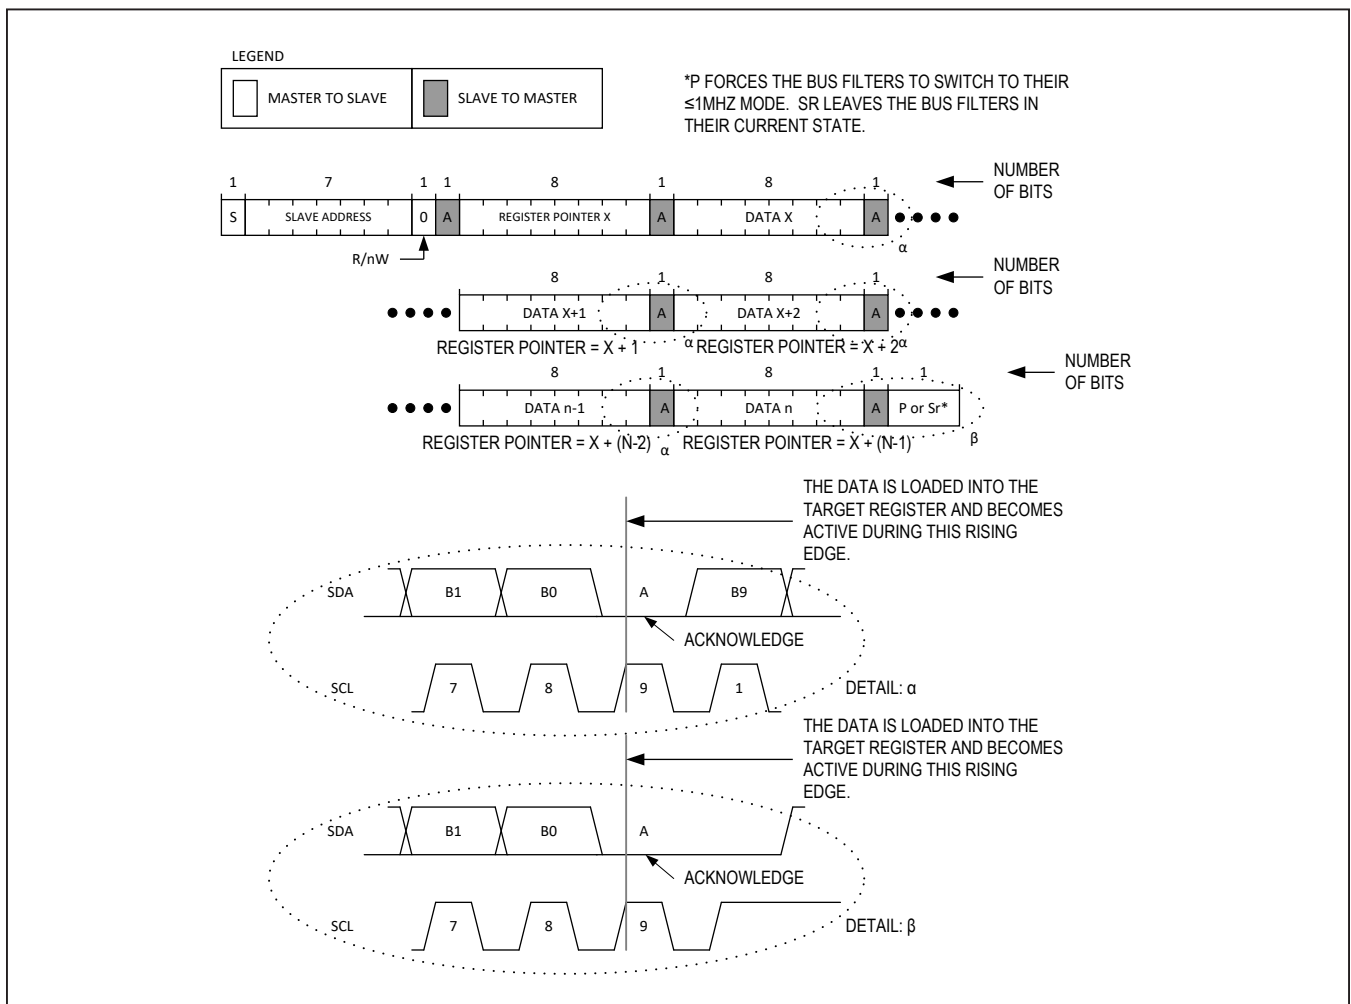 LEGEND
MASTER TO SLAVE
SLAVE TO MASTER
*P FORCES THE BUS FILTERS TO SWITCH TO THEIR
≤1MHZ MODE. SR LEAVES THE BUS FILTERS IN
THEIR CURRENT STATE.
1 7 1 1 8 1 8 1
NUMBER
OF BITS
S SLAVE ADDRESS 0 A REGISTER POINTER X A DATA X A
α
R/nW
8 1 8 1
NUMBER
OF BITS
DATA X+1 A DATA X+2 A
REGISTER POINTER = X + 1 α REGISTER POINTER = X + 2 α
8 1 8 1 1
NUMBER
OF BITS
DATA n-1 A DATA n A P or Sr*
REGISTER POINTER = X + (N-2) α REGISTER POINTER = X + (N-1) β
THE DATA IS LOADED INTO THE
TARGET REGISTER AND BECOMES
ACTIVE DURING THIS RISING
EDGE.
SDA B1 B0 A B9
ACKNOWLEDGE
SCL 7 8 9 1 DETAIL: α
THE DATA IS LOADED INTO THE
TARGET REGISTER AND BECOMES
ACTIVE DURING THIS RISING
EDGE.
SDA B1 B0 A
ACKNOWLEDGE
SCL 7 8 9 DETAIL: β